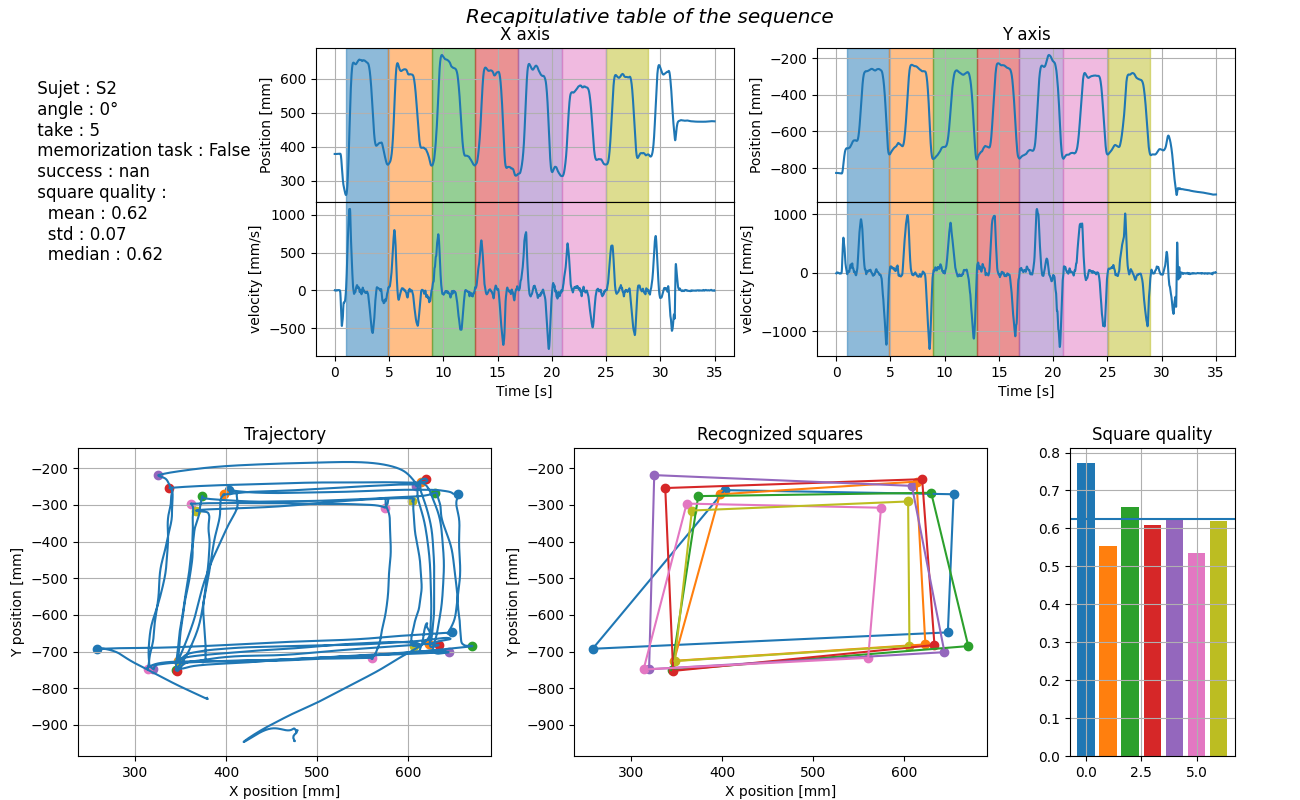 Recapitulative table of the sequence
X axis
Y axis
Sujet : S2
angle : 0°
take : 5
memorization task : False
success : nan
square quality :
mean : 0.62
std : 0.07
median : 0.62
Position [mm]
600
500
400
300
velocity [mm/s]
1000
500
0
−500
0 5 10 15 20 25 30 35
Time [s]
Position [mm]
−200
−400
−600
−800
velocity [mm/s]
1000
0
−1000
0 5 10 15 20 25 30 35
Time [s]
Trajectory
Y position [mm]
−200
−300
−400
−500
−600
−700
−800
−900
300 400 500 600
X position [mm]
Recognized squares
Y position [mm]
−200
−300
−400
−500
−600
−700
−800
−900
300 400 500 600
X position [mm]
Square quality
0.8
0.7
0.6
0.5
0.4
0.3
0.2
0.1
0.0
0.0 2.5 5.0